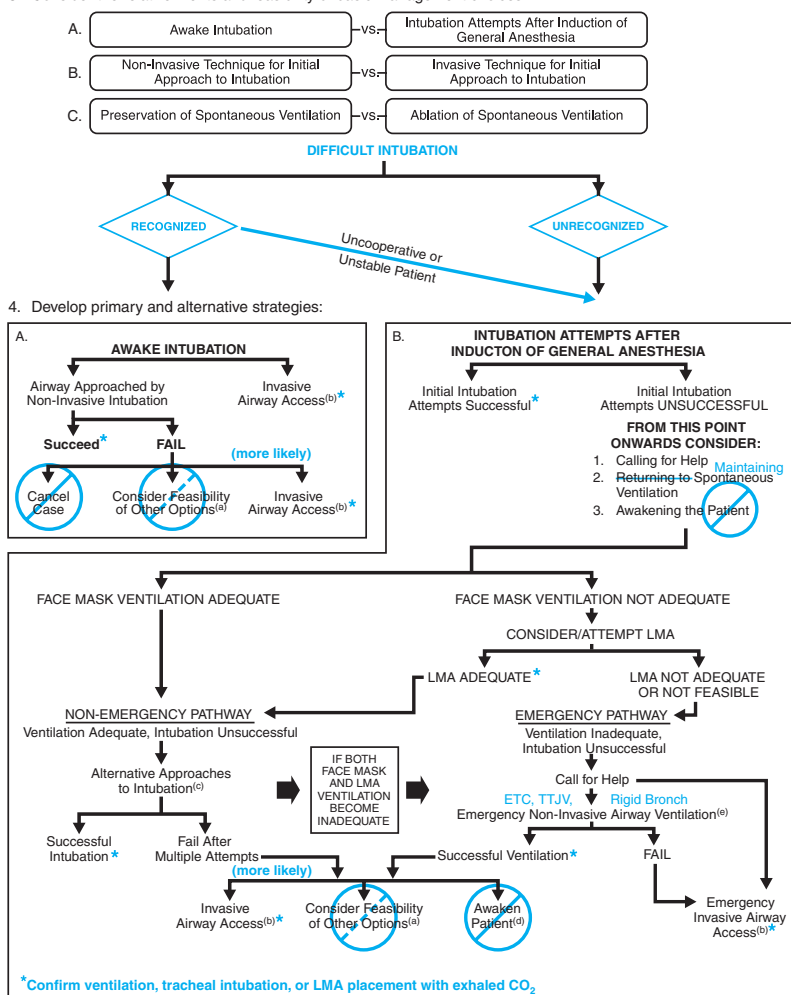 A.
Awake Intubation
vs.
Intubation Attempts After Induction of
General Anesthesia
B.
Non-Invasive Technique for Initial
Approach to Intubation
vs.
Invasive Technique for Initial
Approach to Intubation
C.
Preservation of Spontaneous Ventilation
vs.
Ablation of Spontaneous Ventilation
DIFFICULT INTUBATION
RECOGNIZED
UNRECOGNIZED
Uncooperative or
Unstable Patient
4. Develop primary and alternative strategies:
A.
AWAKE INTUBATION
Airway Approached by
Non-Invasive Intubation
Invasive
Airway Access(b)*
Succeed*
FAIL
(more likely)
Cancel
Case
Consider Feasibility
of Other Options(a)
Invasive
Airway Access(b)*
B.
INTUBATION ATTEMPTS AFTER
INDUCTON OF GENERAL ANESTHESIA
Initial Intubation
Attempts Successful*
Initial Intubation
Attempts UNSUCCESSFUL
FROM THIS POINT
ONWARDS CONSIDER:
1. Calling for Help
Maintaining
2. Returning to Spontaneous
Ventilation
3. Awakening the Patient
FACE MASK VENTILATION ADEQUATE
FACE MASK VENTILATION NOT ADEQUATE
CONSIDER/ATTEMPT LMA
LMA ADEQUATE*
LMA NOT ADEQUATE
OR NOT FEASIBLE
NON-EMERGENCY PATHWAY
Ventilation Adequate, Intubation Unsuccessful
EMERGENCY PATHWAY
Ventilation Inadequate,
Intubation Unsuccessful
Alternative Approaches
to Intubation(c)
IF BOTH
FACE MASK
AND LMA
VENTILATION
BECOME
INADEQUATE
Call for Help
ETC, TTJV, Rigid Bronch
Emergency Non-Invasive Airway Ventilation(e)
Successful
Intubation*
Fail After
Multiple Attempts
Successful Ventilation*
FAIL
(more likely)
Invasive
Airway Access(b)*
Consider Feasibility
of Other Options(a)
Awaken
Patient(d)
Emergency
Invasive Airway
Access(b)*
*Confirm ventilation, tracheal intubation, or LMA placement with exhaled CO2